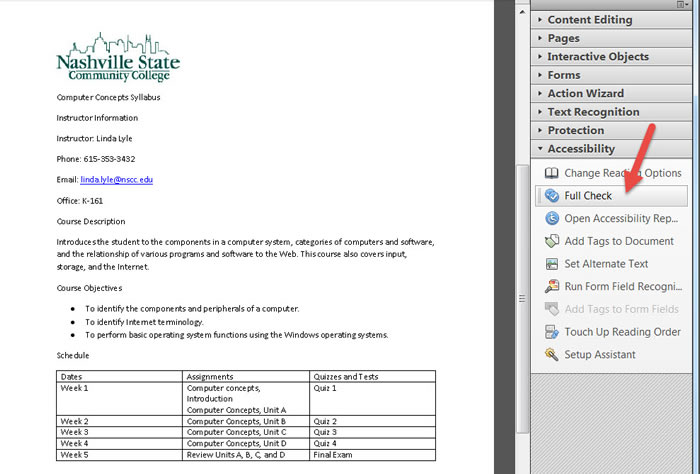 Nashville State
Community College
Computer Concepts Syllabus
Instructor Information
Instructor: Linda Lyle
Phone: 615-353-3432
Email: linda.lyle@nscc.edu
Office: K-161
Course Description
Introduces the student to the components in a computer system, categories of computers and software,
and the relationship of various programs and software to the Web. This course also covers input,
storage, and the Internet.
Course Objectives
• To identify the components and peripherals of a computer.
• To identify Internet terminology.
• To perform basic operating system functions using the Windows operating systems.
Schedule
Dates Assignments Quizzes and Tests
Week 1 Computer concepts, Quiz 1
Introduction
Computer Concepts, Unit A
Week 2 Computer Concepts, Unit B Quiz 2
Week 3 Computer Concepts, Unit C Quiz 3
Week 4 Computer Concepts, Unit D Quiz 4
Week 5 Review Units A, B, C, and D Final Exam
Content Editing
Pages
Interactive Objects
Forms
Action Wizard
Text Recognition
Protection
Accessibility
Change Reading Options
Full Check
Open Accessibility Rep...
Add Tags to Document
Set Alternate Text
Run Form Field Recogni...
Add Tags to Form Fields
Touch Up Reading Order
Setup Assistant